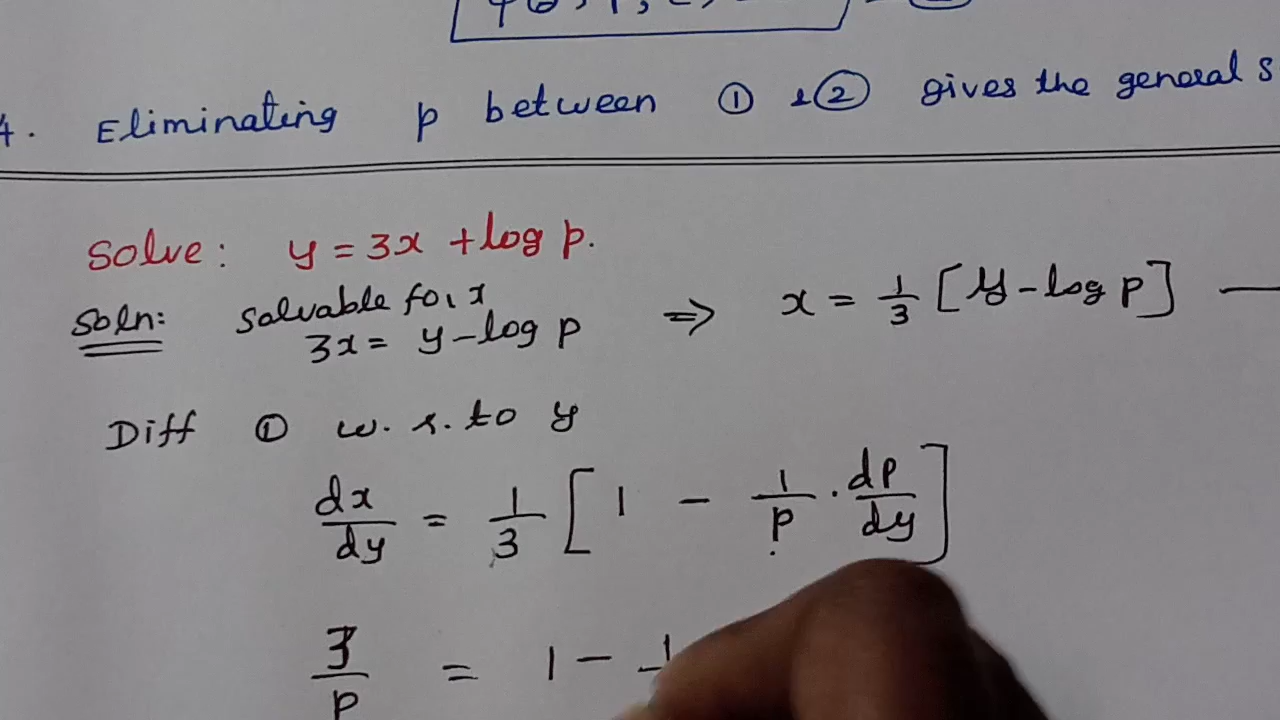 4. Eliminating p between ① & ② gives the general s
Solve: y = 3x + log p.
Soln: Solvable for x
3x = y - log p ⇒ x = 1/3 [y - log p] —
Diff ① w. r. to y
dx/dy = 1/3 [1 - 1/p · dp/dy]
3/p = 1 - 1